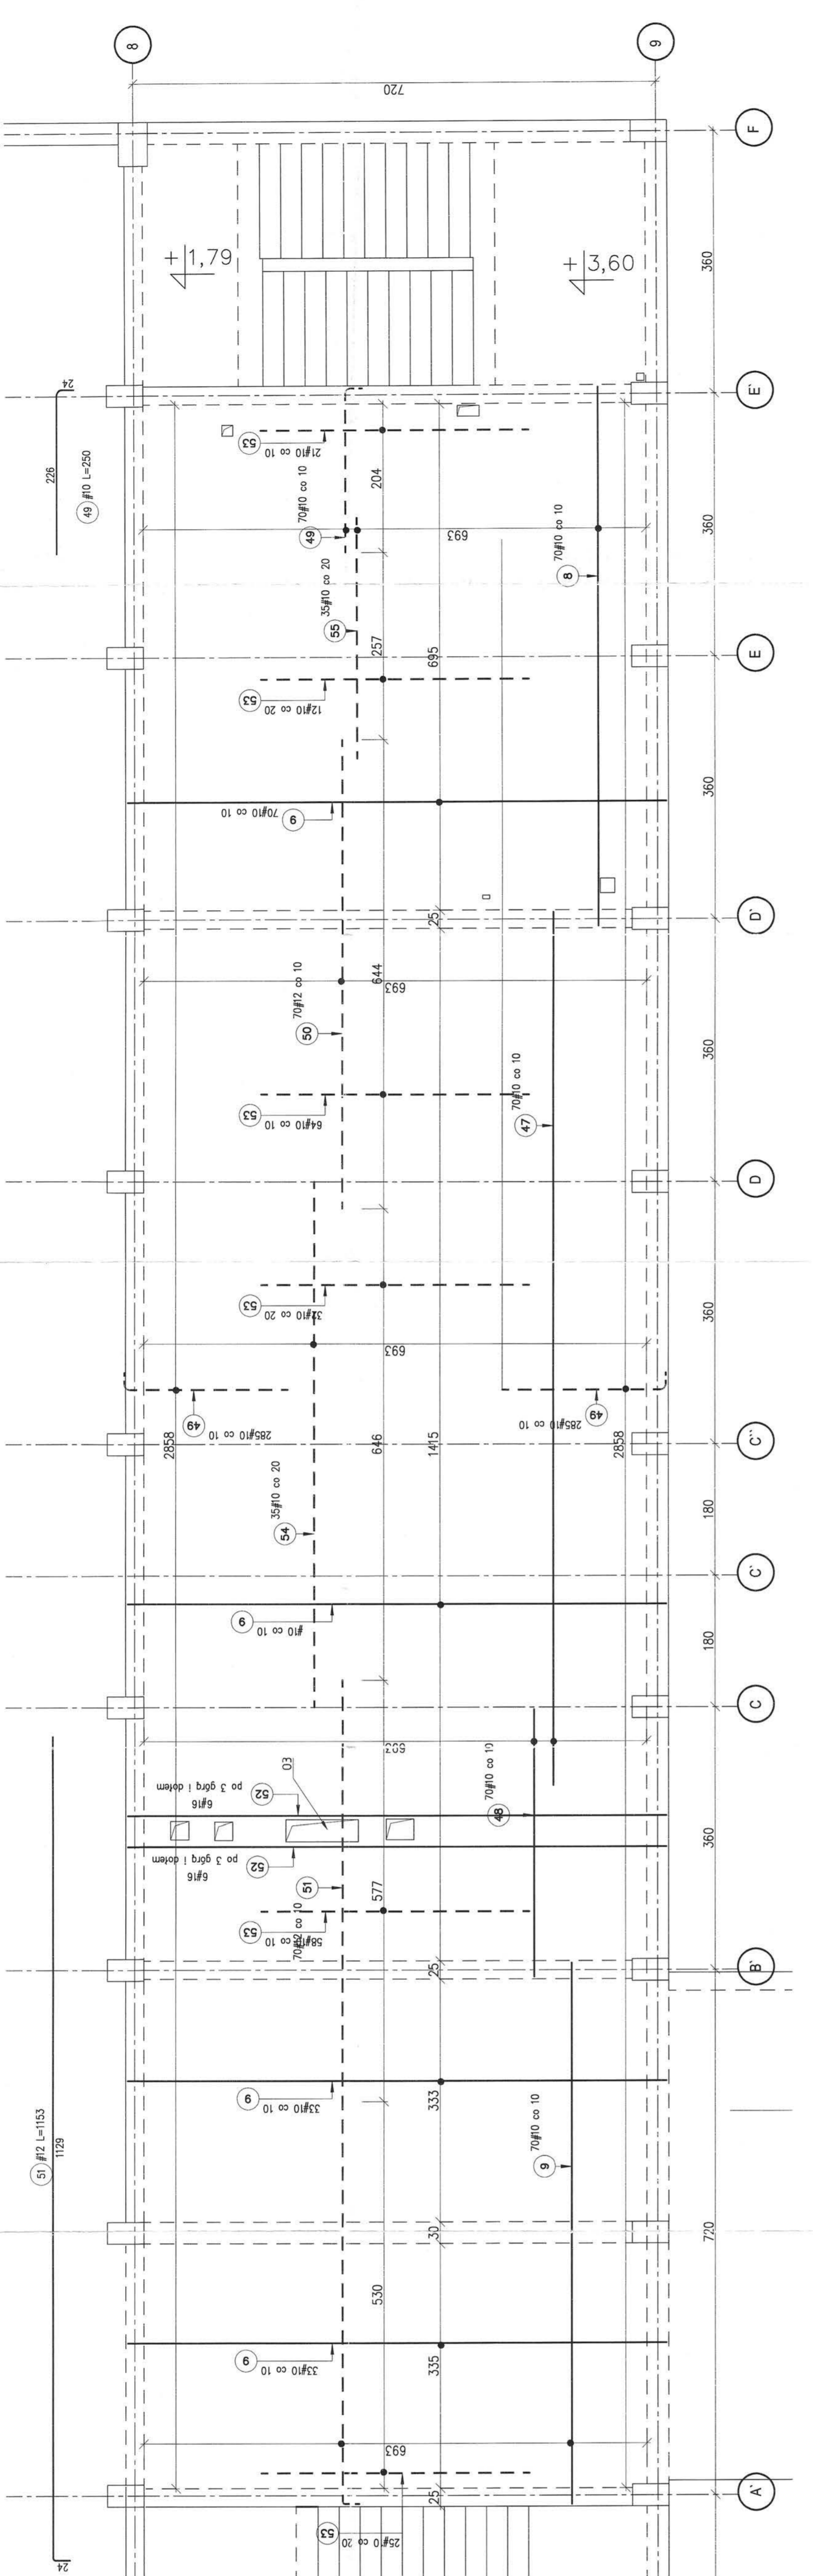 8
9
720
F
+1,79
+3,60
360
E'
24
226
49 #10 L=250
53
21#10 co 10
204
70#10 co 10
49
693
70#10 co 10
8
360
35#10 co 20
55
257
695
E
53
12#10 co 20
9
70#10 co 10
360
25
D'
644
693
70#12 co 10
50
360
53
64#10 co 10
70#10 co 10
47
D
53
32#10 co 20
360
693
49
285#10 co 10
49
285#10 co 10
2858
646
1415
2858
C''
35#10 co 20
54
180
C'
9
#10 co 10
180
C
693
03
6#16
po 3 górą i dołem
52
70#10 co 10
48
360
6#16
po 3 górą i dołem
52
51
577
53
58#10 co 10
70#12 co 10
25
B'
9
33#10 co 10
333
51 #12 L=1153
1129
70#10 co 10
9
30
720
530
9
33#10 co 10
335
693
25
A'
53
25#10 co 20
24